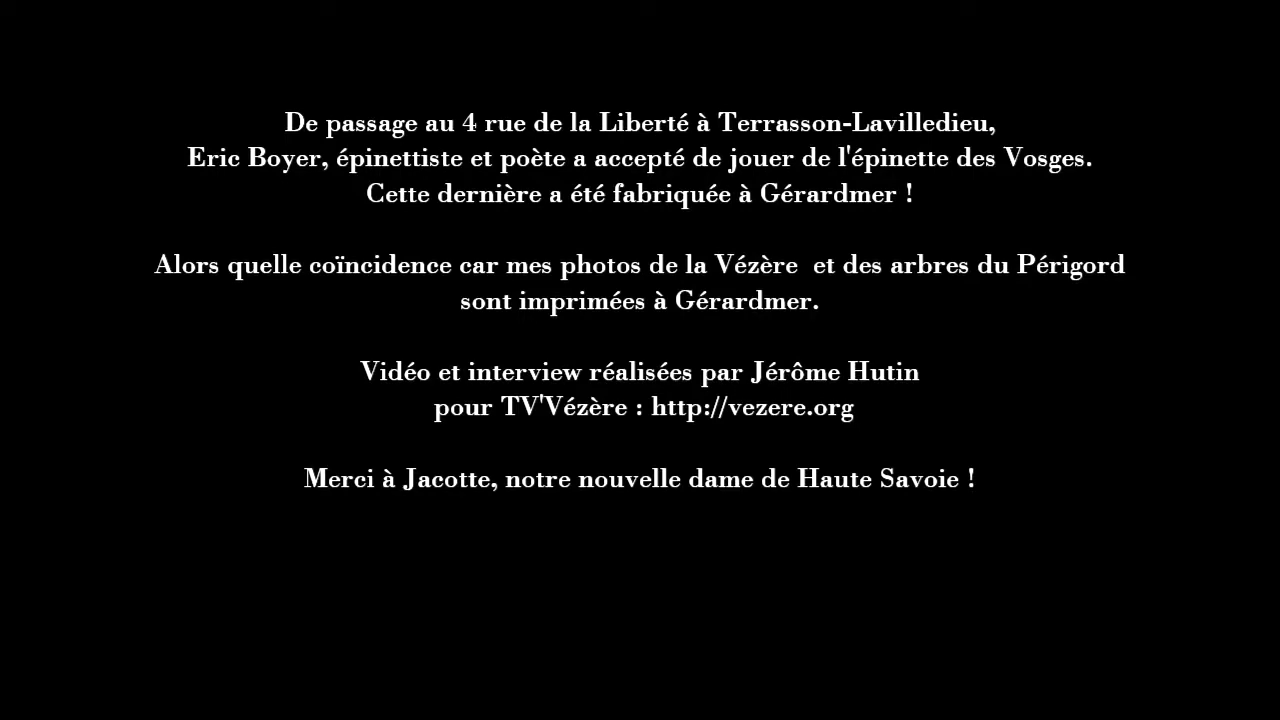 De passage au 4 rue de la Liberté à Terrasson-Lavilledieu,
Eric Boyer, épinettiste et poète a accepté de jouer de l'épinette des Vosges.
Cette dernière a été fabriquée à Gérardmer !
Alors quelle coïncidence car mes photos de la Vézère  et des arbres du Périgord
sont imprimées à Gérardmer.
Vidéo et interview réalisées par Jérôme Hutin
pour TV'Vézère : http://vezere.org
Merci à Jacotte, notre nouvelle dame de Haute Savoie !